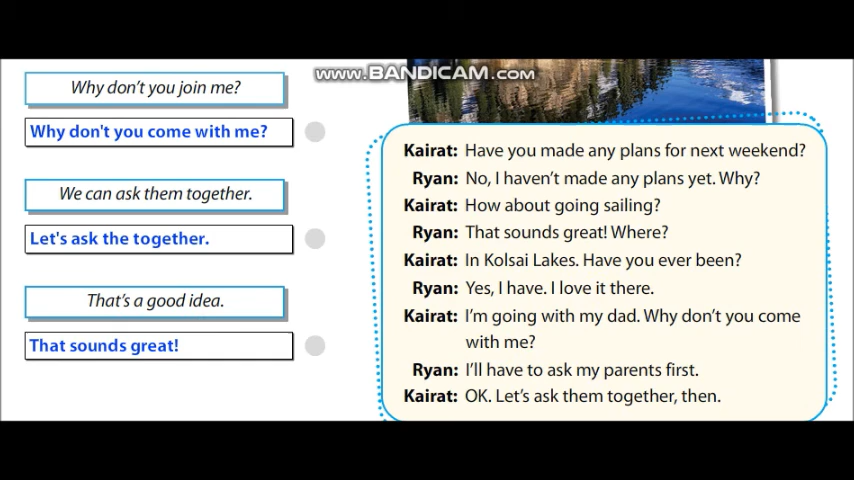 www.BANDICAM.com
Why don't you join me?
Why don't you come with me?
We can ask them together.
Let's ask the together.
That's a good idea.
That sounds great!
Kairat: Have you made any plans for next weekend?
Ryan: No, I haven't made any plans yet. Why?
Kairat: How about going sailing?
Ryan: That sounds great! Where?
Kairat: In Kolsai Lakes. Have you ever been?
Ryan: Yes, I have. I love it there.
Kairat: I'm going with my dad. Why don't you come
with me?
Ryan: I'll have to ask my parents first.
Kairat: OK. Let's ask them together, then.